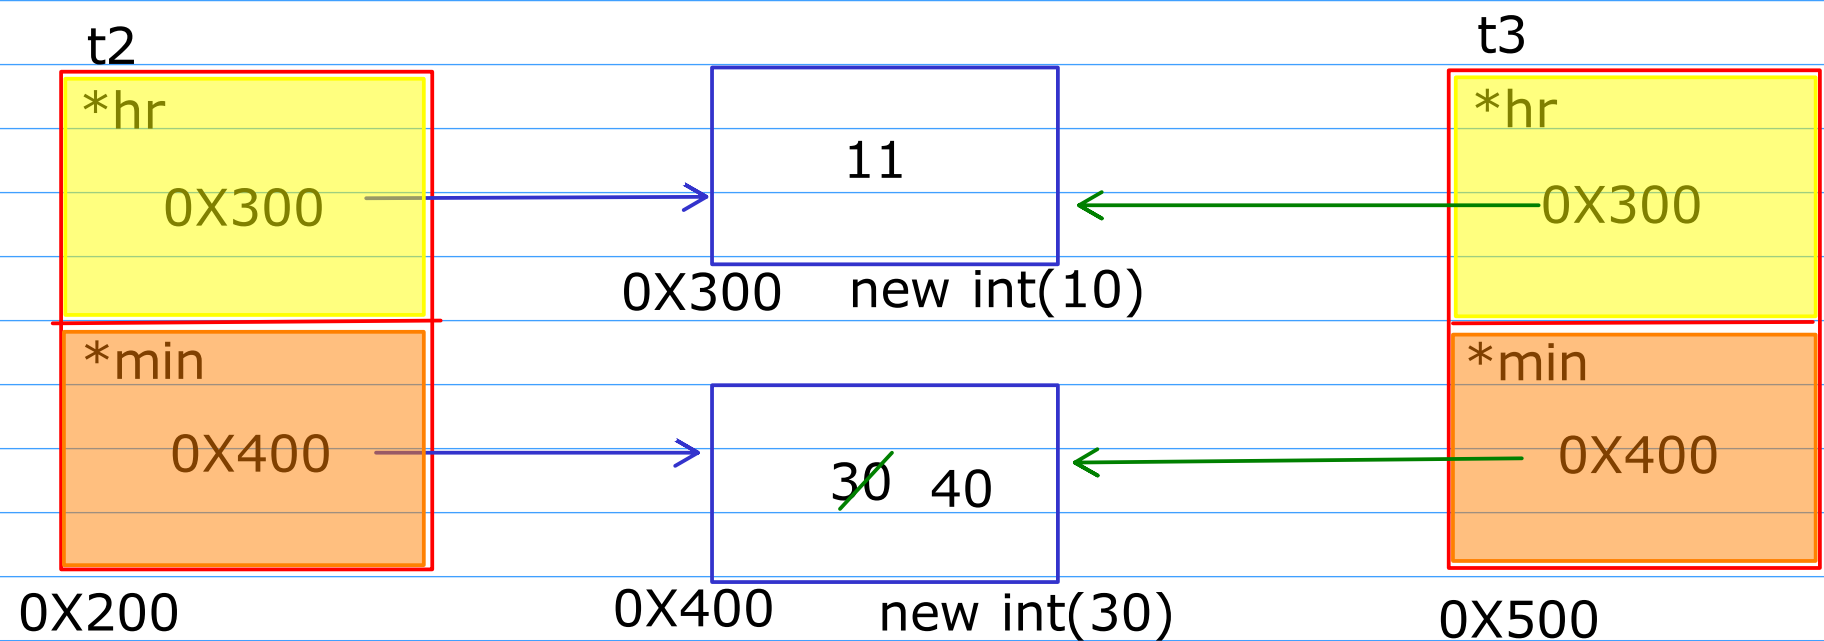 t2
*hr
0X300
*min
0X400
0X200
11
0X300 new int(10)
30 40
0X400 new int(30)
t3
*hr
0X300
*min
0X400
0X500